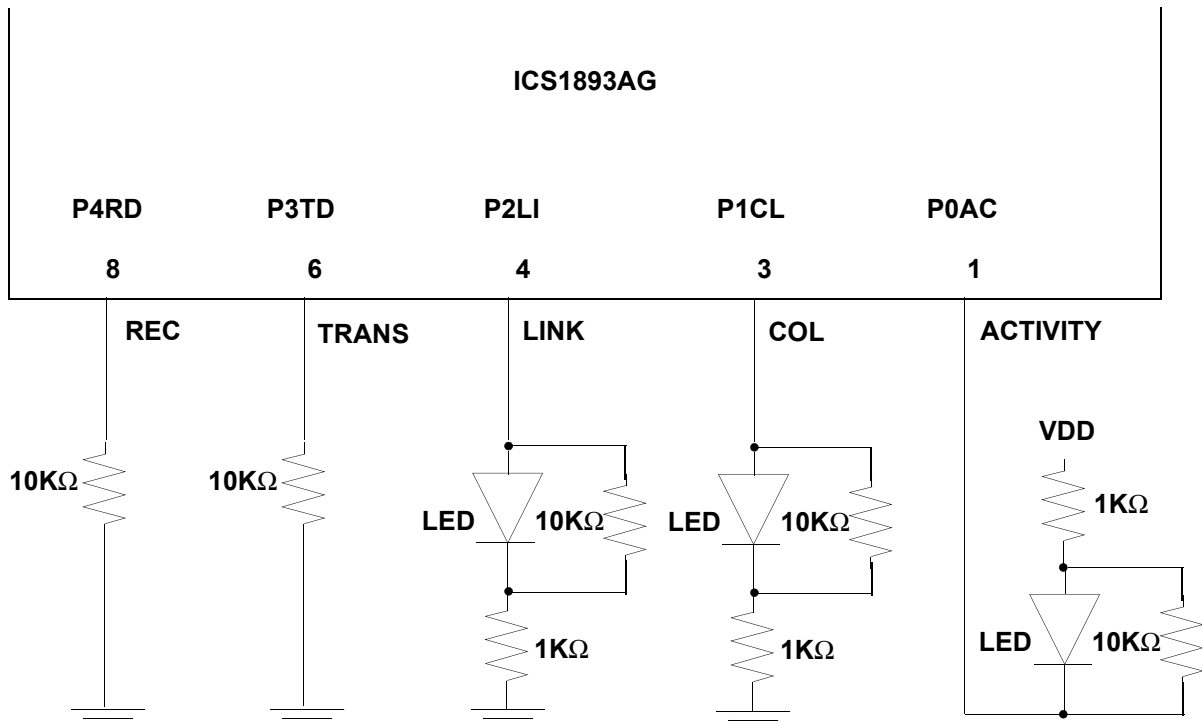 ICS1893AG
P4RD P3TD P2LI P1CL P0AC
8 6 4 3 1
REC TRANS LINK COL ACTIVITY
VDD
10KΩ 10KΩ LED 10KΩ LED 10KΩ 1KΩ
1KΩ 1KΩ LED 10KΩ